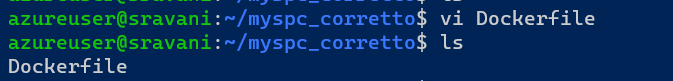 azureuser@sravani:~/myspc_corretto$ vi Dockerfile
azureuser@sravani:~/myspc_corretto$ ls
Dockerfile